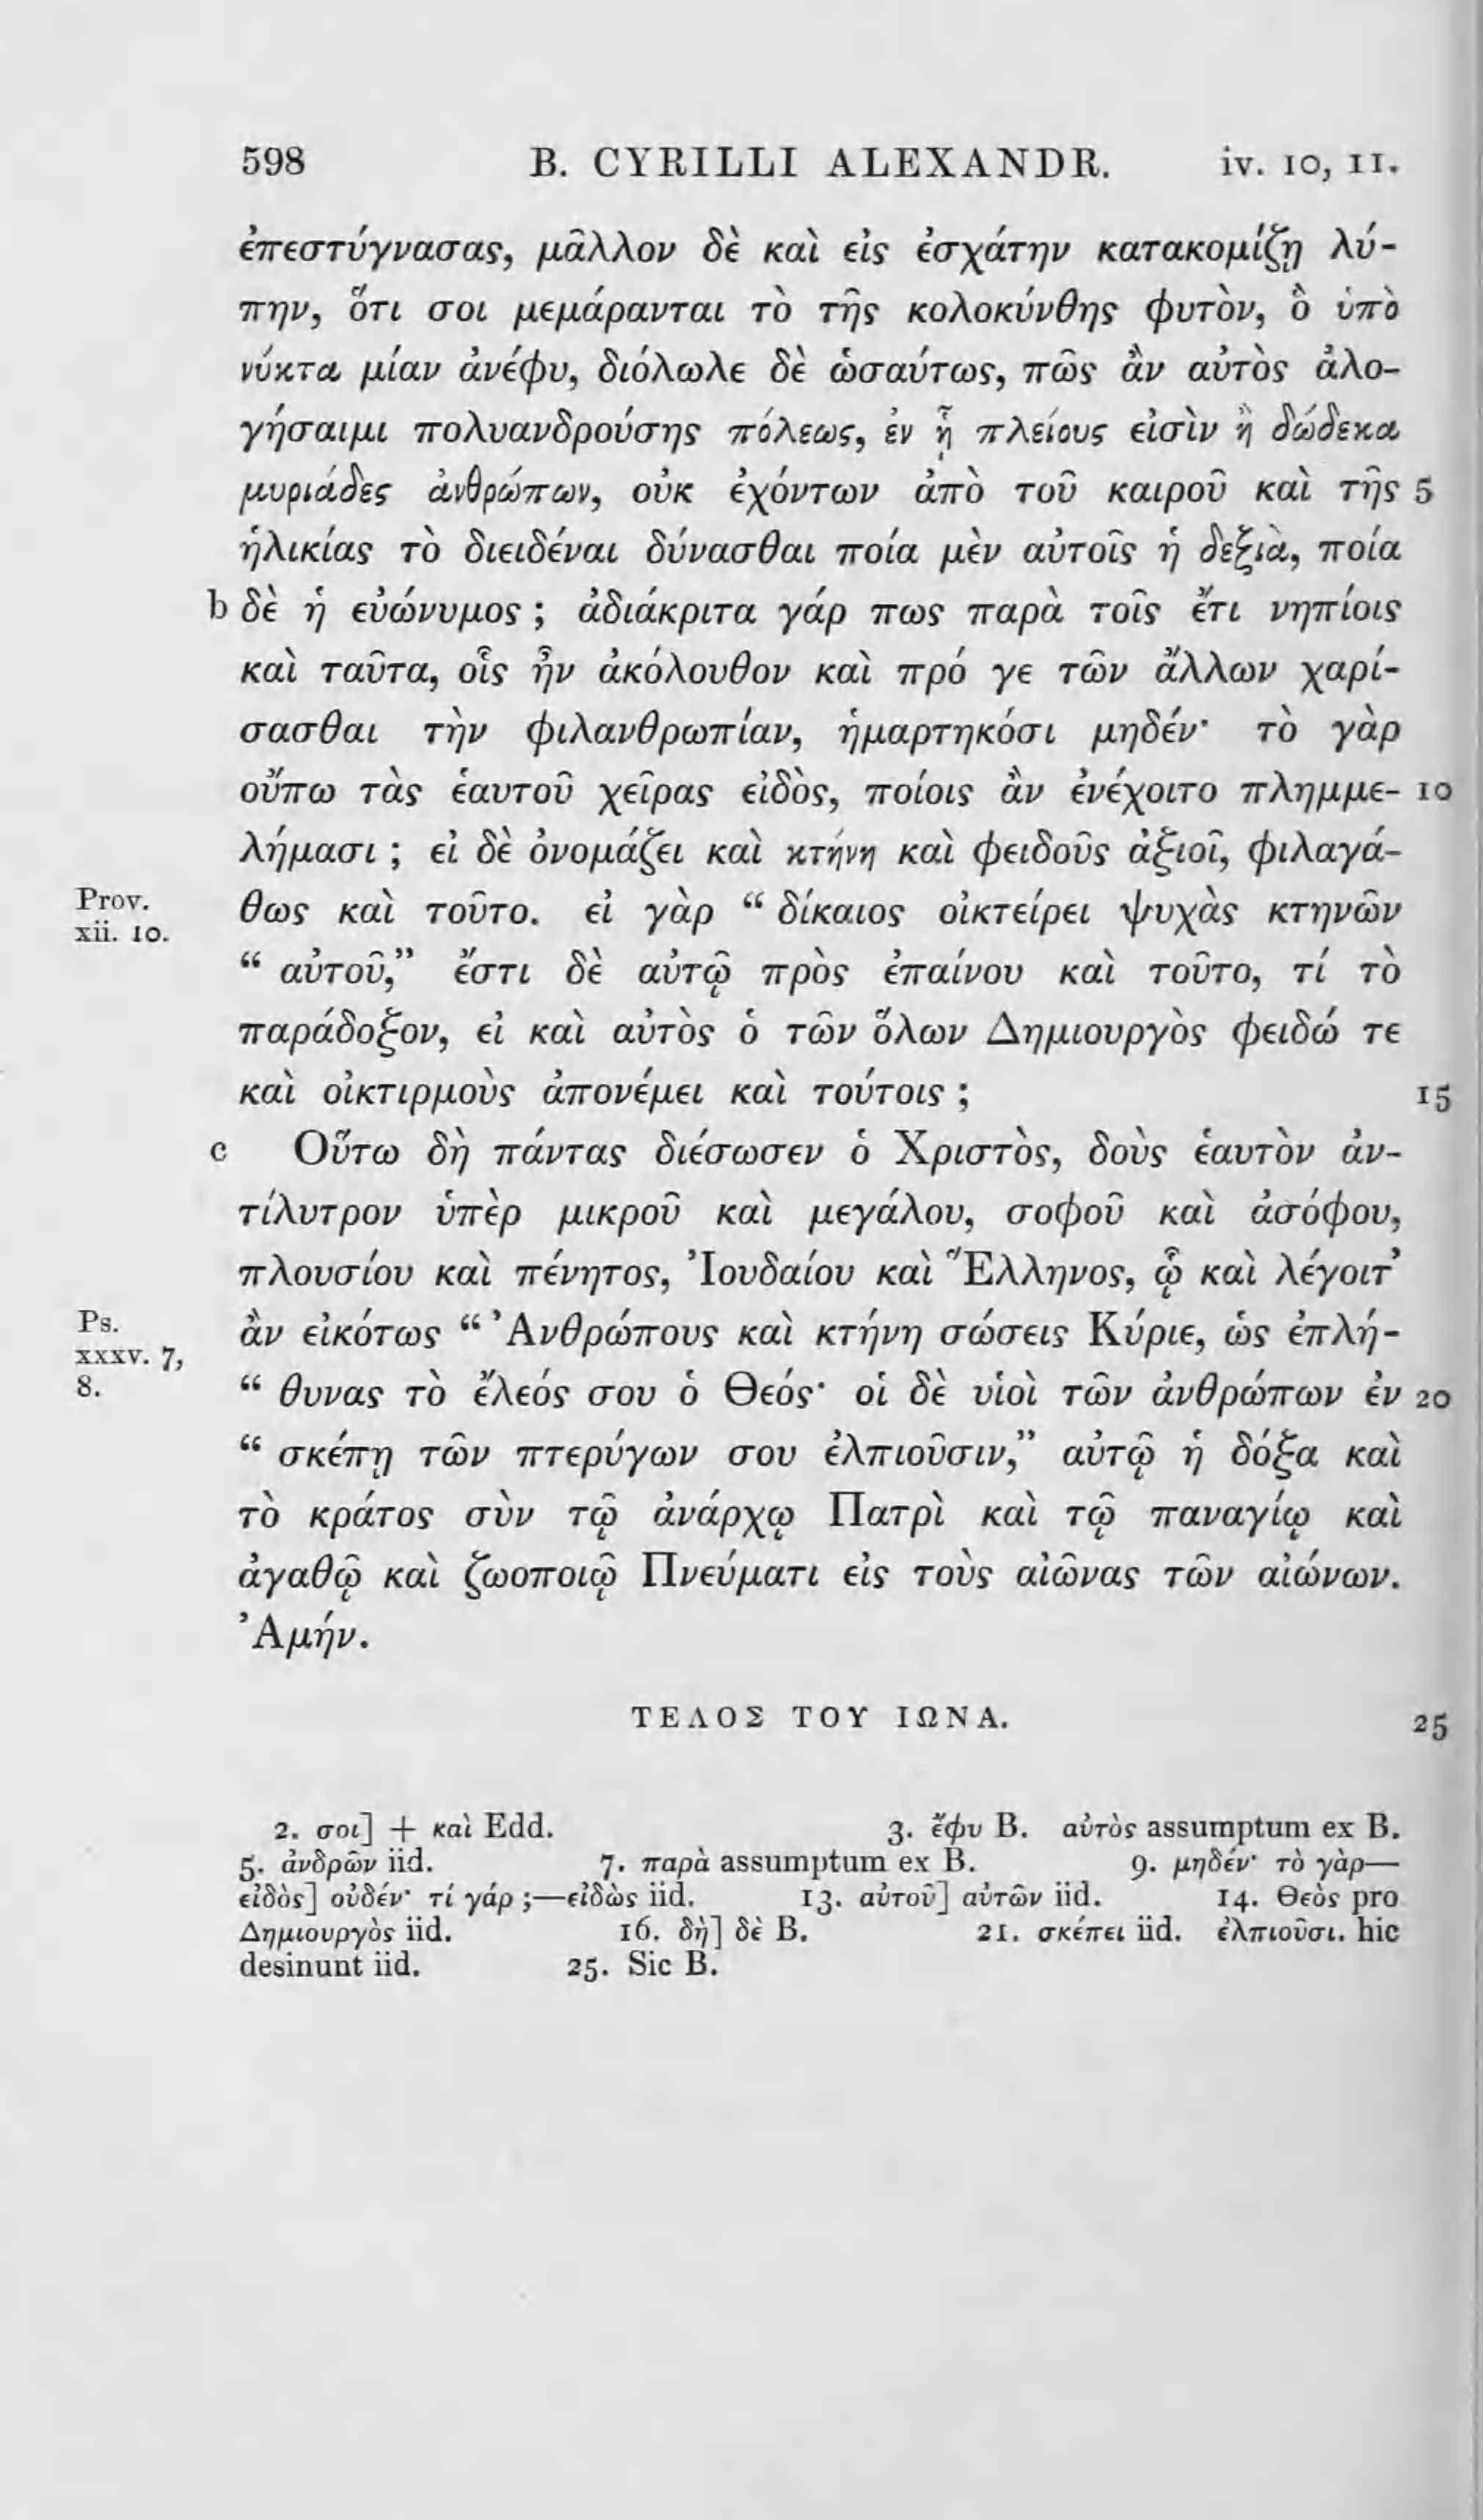 598 B. CYRILLI ALEXANDR. iv. 10, 11.
ἐπεστύγνασας, μᾶλλον δὲ καὶ εἰς ἐσχάτην κατακομίζῃ λύ-
πην, ὅτι σοι μεμάρανται τὸ τῆς κολοκύνθης φυτὸν, ὃ ὑπὸ
νύκτα μίαν ἀνέφυ, διόλωλε δὲ ὡσαύτως, πῶς ἂν αὐτὸς ἀλο-
γήσαιμι πολυανδρούσης πόλεως, ἐν ᾗ πλείους εἰσὶν ἢ δώδεκα
μυριάδες ἀνθρώπων, οὐκ ἐχόντων ἀπὸ τοῦ καιροῦ καὶ τῆς 5
ἡλικίας τὸ διειδέναι δύνασθαι ποία μὲν αὐτοῖς ἡ δεξιὰ, ποία
b δὲ ἡ εὐώνυμος ; ἀδιάκριτα γάρ πως παρὰ τοῖς ἔτι νηπίοις
καὶ ταῦτα, οἷς ἦν ἀκόλουθον καὶ πρό γε τῶν ἄλλων χαρί-
σασθαι τὴν φιλανθρωπίαν, ἡμαρτηκόσι μηδέν· τὸ γὰρ
οὔπω τὰς ἑαυτοῦ χεῖρας εἰδὸς, ποίοις ἂν ἐνέχοιτο πλημμε- 10
λήμασι ; εἰ δὲ ὀνομάζει καὶ κτήνη καὶ φειδοῦς ἀξιοῖ, φιλαγά-
Prov. xii. 10. θως καὶ τοῦτο. εἰ γὰρ “ δίκαιος οἰκτείρει ψυχὰς κτηνῶν
“ αὐτοῦ,” ἔστι δὲ αὐτῷ πρὸς ἐπαίνου καὶ τοῦτο, τί τὸ
παράδοξον, εἰ καὶ αὐτὸς ὁ τῶν ὅλων Δημιουργὸς φειδώ τε
καὶ οἰκτιρμοὺς ἀπονέμει καὶ τούτοις ; 15
c Οὕτω δὴ πάντας διέσωσεν ὁ Χριστὸς, δοὺς ἑαυτὸν ἀν-
τίλυτρον ὑπὲρ μικροῦ καὶ μεγάλου, σοφοῦ καὶ ἀσόφου,
πλουσίου καὶ πένητος, Ἰουδαίου καὶ Ἕλληνος, ᾧ καὶ λέγοιτ’
Ps. xxxv. 7, 8. ἂν εἰκότως “ Ἀνθρώπους καὶ κτήνη σώσεις Κύριε, ὡς ἐπλή-
“ θυνας τὸ ἔλεός σου ὁ Θεός· οἱ δὲ υἱοὶ τῶν ἀνθρώπων ἐν 20
“ σκέπῃ τῶν πτερύγων σου ἐλπιοῦσιν,” αὐτῷ ἡ δόξα καὶ
τὸ κράτος σὺν τῷ ἀνάρχῳ Πατρὶ καὶ τῷ παναγίῳ καὶ
ἀγαθῷ καὶ ζωοποιῷ Πνεύματι εἰς τοὺς αἰῶνας τῶν αἰώνων.
Ἀμήν.
ΤΕΛΟΣ ΤΟΥ ΙΩΝΑ. 25
2. σοι] + καὶ Edd. 3. ἔφυ B. αὐτὸς assumptum ex B.
5. ἀνδρῶν iid. 7. παρὰ assumptum ex B. 9. μηδέν· τὸ γὰρ—
εἰδὸς] οὐδέν· τί γάρ ;—εἰδὼς iid. 13. αὐτοῦ] αὐτῶν iid. 14. Θεὸς pro
Δημιουργὸς iid. 16. δὴ] δὲ B. 21. σκέπει iid. ἐλπιοῦσι. hic
desinunt iid. 25. Sic B.